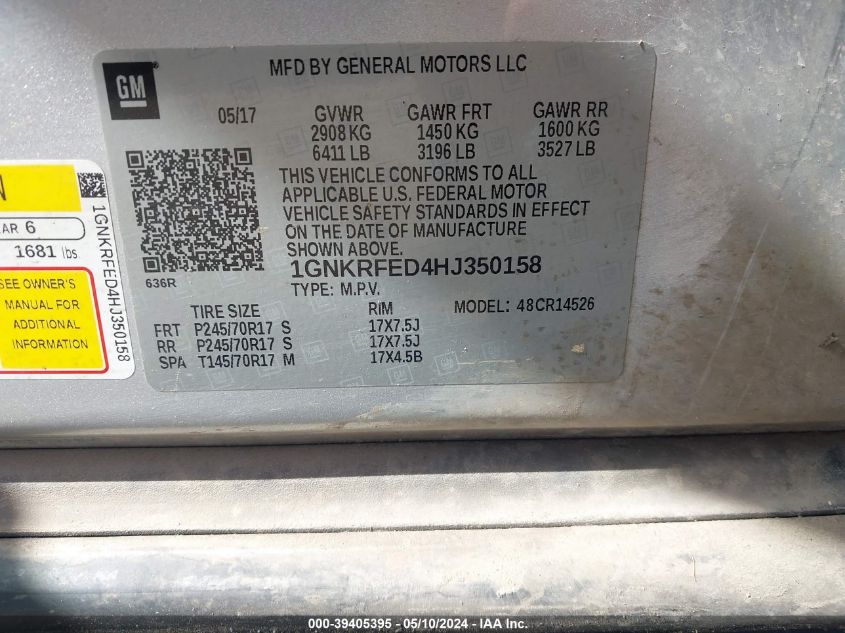 GM
MFD BY GENERAL MOTORS LLC
05/17 GVWR GAWR FRT GAWR RR
2908 KG 1450 KG 1600 KG
6411 LB 3196 LB 3527 LB
THIS VEHICLE CONFORMS TO ALL
APPLICABLE U.S. FEDERAL MOTOR
VEHICLE SAFETY STANDARDS IN EFFECT
ON THE DATE OF MANUFACTURE
SHOWN ABOVE.
636R
1GNKRFED4HJ350158
TYPE: M.P.V. MODEL: 48CR14526
TIRE SIZE RIM
FRT P245/70R17 S 17X7.5J
RR P245/70R17 S 17X7.5J
SPA T145/70R17 M 17X4.5B
6
1681 lbs.
SEE OWNER'S
MANUAL FOR
ADDITIONAL
INFORMATION
1GNKRFED4HJ350158
000-39405395 - 05/10/2024 - IAA Inc.